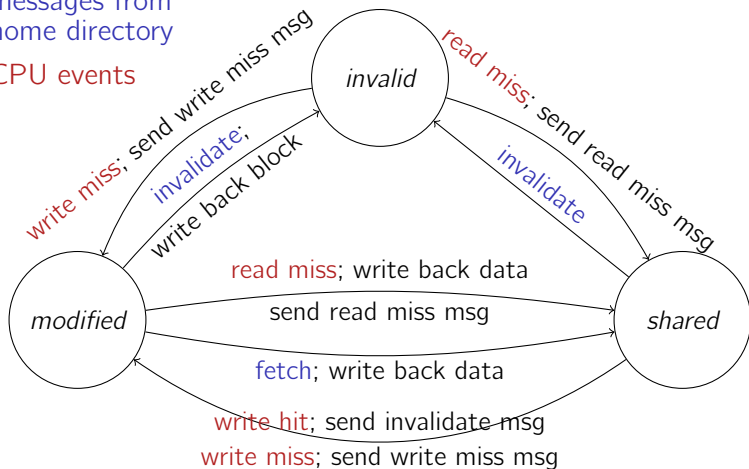 messages from
home directory
CPU events
invalid
write miss; send write miss msg
invalidate;
write back block
read miss; send read miss msg
invalidate
modified
shared
read miss; write back data
send read miss msg
fetch; write back data
write hit; send invalidate msg
write miss; send write miss msg